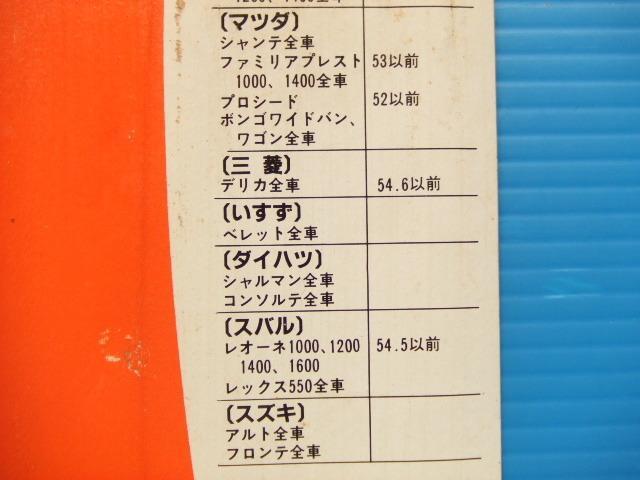 〔マツダ〕
シャンテ全車
ファミリアプレスト 53以前
1000、1400全車
プロシード 52以前
ボンゴワイドバン、
ワゴン全車
〔三 菱〕
デリカ全車 54.6以前
〔いすず〕
ベレット全車
〔ダイハツ〕
シャルマン全車
コンソルテ全車
〔スバル〕
レオーネ1000、1200 54.5以前
1400、1600
レックス550全車
〔スズキ〕
アルト全車
フロンテ全車